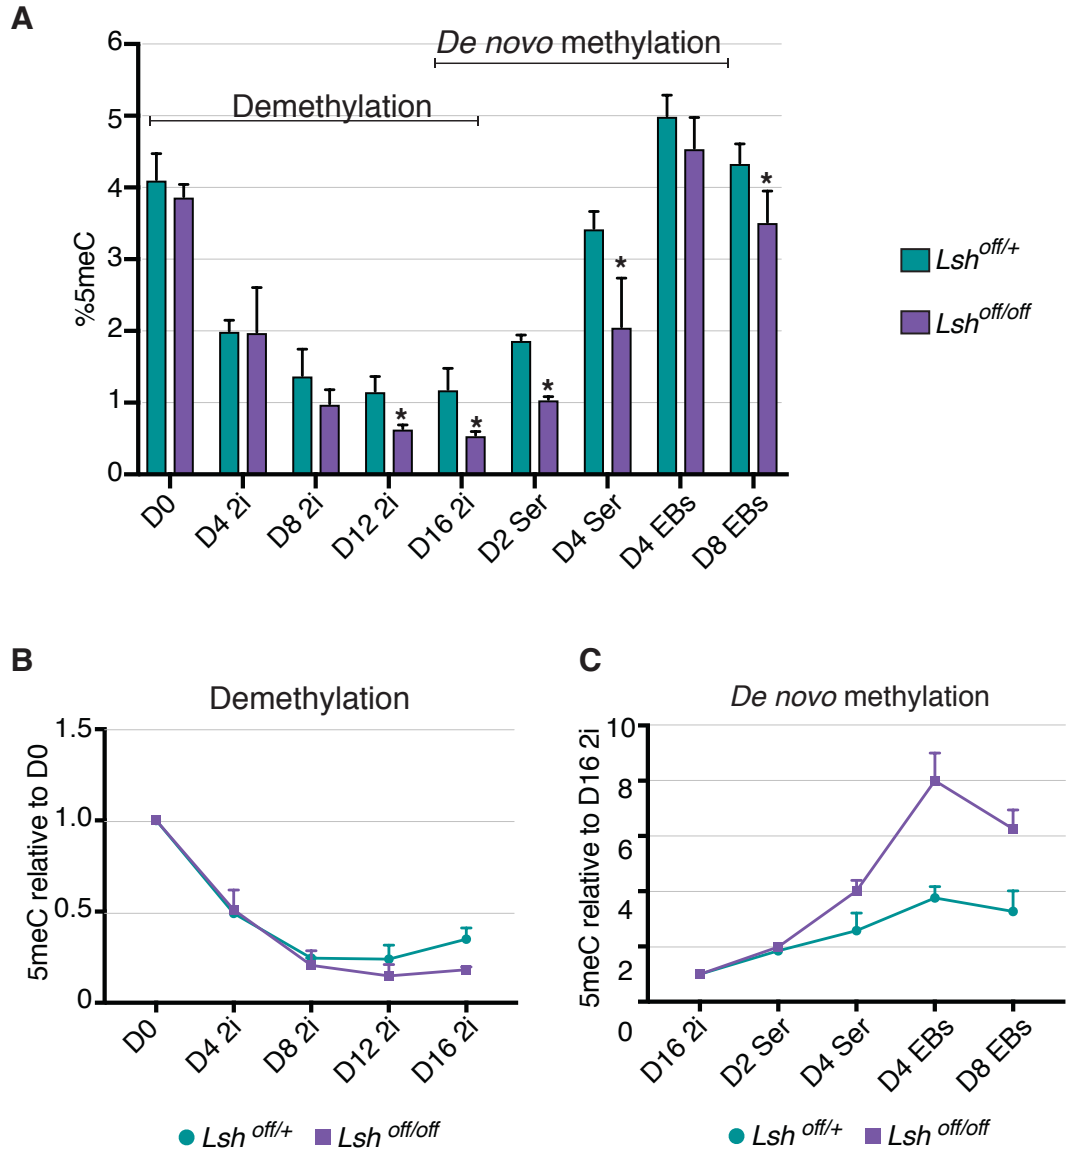 A
De novo methylation
Demethylation
%5meC
6
5
4
3
2
1
0
* * * * *
D0 D4 2i D8 2i D12 2i D16 2i D2 Ser D4 Ser D4 EBs D8 EBs
Lsh off/+
Lsh off/off
B
Demethylation
5meC relative to D0
1.5
1.0
0.5
0
D0 D4 2i D8 2i D12 2i D16 2i
Lsh off/+ Lsh off/off
C
De novo methylation
5meC relative to D16 2i
10
8
6
4
2
0
D16 2i D2 Ser D4 Ser D4 EBs D8 EBs
Lsh off/+ Lsh off/off